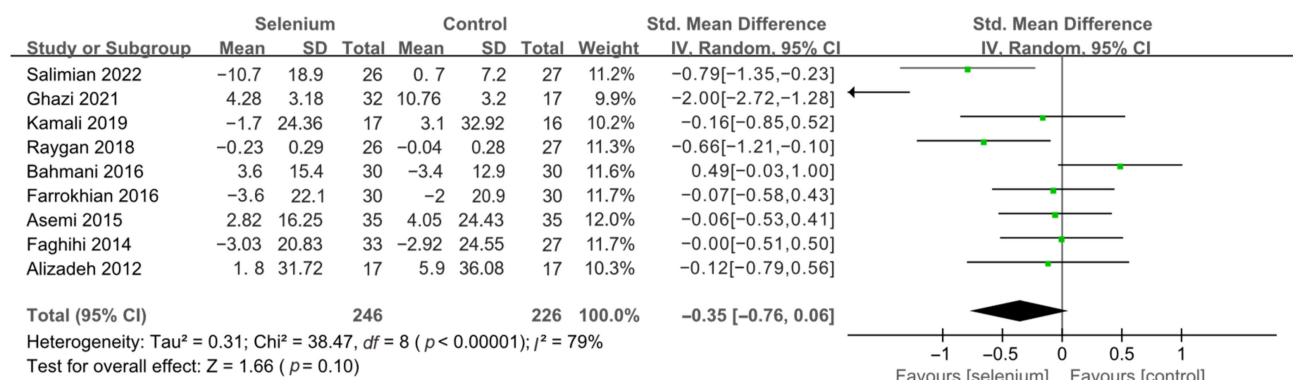 Selenium Control Std. Mean Difference Std. Mean Difference
Study or Subgroup Mean SD Total Mean SD Total Weight IV, Random, 95% CI IV, Random, 95% CI
Salimian 2022 −10.7 18.9 26 0. 7 7.2 27 11.2% −0.79[−1.35,−0.23]
Ghazi 2021 4.28 3.18 32 10.76 3.2 17 9.9% −2.00[−2.72,−1.28]
Kamali 2019 −1.7 24.36 17 3.1 32.92 16 10.2% −0.16[−0.85,0.52]
Raygan 2018 −0.23 0.29 26 −0.04 0.28 27 11.3% −0.66[−1.21,−0.10]
Bahmani 2016 3.6 15.4 30 −3.4 12.9 30 11.6% 0.49[−0.03,1.00]
Farrokhian 2016 −3.6 22.1 30 −2 20.9 30 11.7% −0.07[−0.58,0.43]
Asemi 2015 2.82 16.25 35 4.05 24.43 35 12.0% −0.06[−0.53,0.41]
Faghihi 2014 −3.03 20.83 33 −2.92 24.55 27 11.7% −0.00[−0.51,0.50]
Alizadeh 2012 1. 8 31.72 17 5.9 36.08 17 10.3% −0.12[−0.79,0.56]
Total (95% CI) 246 226 100.0% −0.35 [−0.76, 0.06]
Heterogeneity: Tau² = 0.31; Chi² = 38.47, df = 8 ( p < 0.00001); I² = 79%
Test for overall effect: Z = 1.66 ( p = 0.10)
−1 −0.5 0 0.5 1
Favours [selenium] Favours [control]